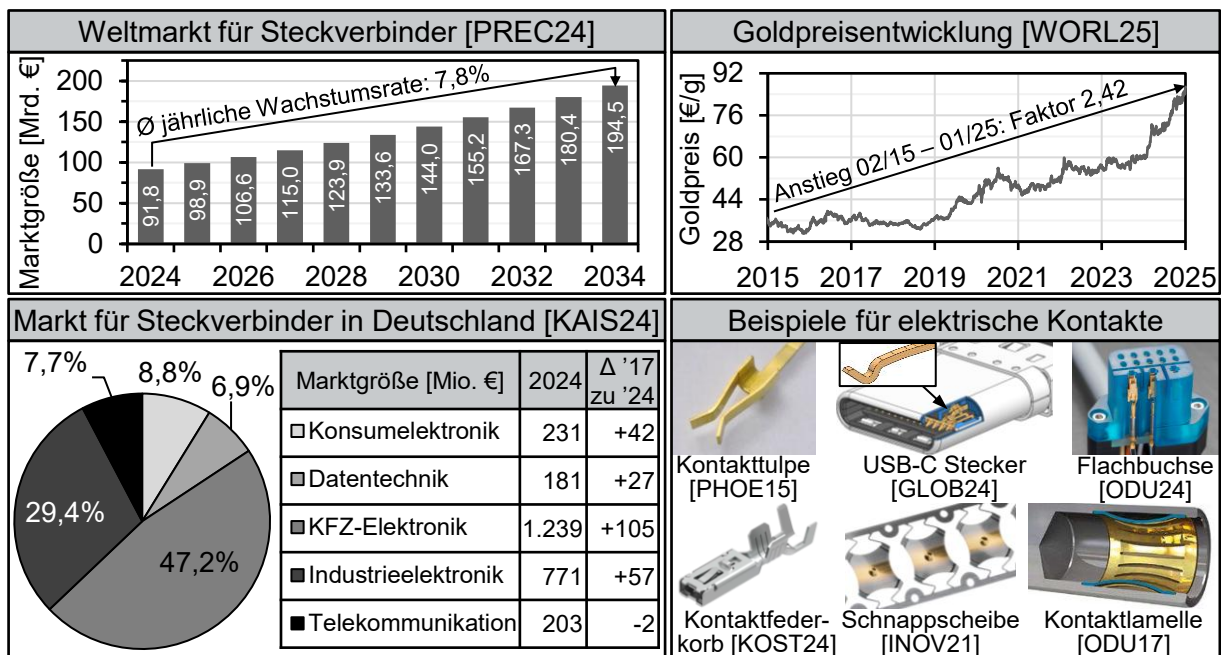 Weltmarkt für Steckverbinder [PREC24]
Marktgröße [Mrd. €]
200
150
100
50
0
Ø jährliche Wachstumsrate: 7,8%
91,8
98,9
106,6
115,0
123,9
133,6
144,0
155,2
167,3
180,4
194,5
2024 2026 2028 2030 2032 2034
Goldpreisentwicklung [WORL25]
Goldpreis [€/g]
92
76
60
44
28
Anstieg 02/15 – 01/25: Faktor 2,42
2015 2017 2019 2021 2023 2025
Markt für Steckverbinder in Deutschland [KAIS24]
7,7%
8,8%
6,9%
29,4%
47,2%
Marktgröße [Mio. €] 2024 Δ ’17
zu ’24
Konsumelektronik 231 +42
Datentechnik 181 +27
KFZ-Elektronik 1.239 +105
Industrieelektronik 771 +57
Telekommunikation 203 -2
Beispiele für elektrische Kontakte
Kontakttulpe
[PHOE15]
USB-C Stecker
[GLOB24]
Flachbuchse
[ODU24]
Kontaktfeder-
korb [KOST24]
Schnappscheibe
[INOV21]
Kontaktlamelle
[ODU17]